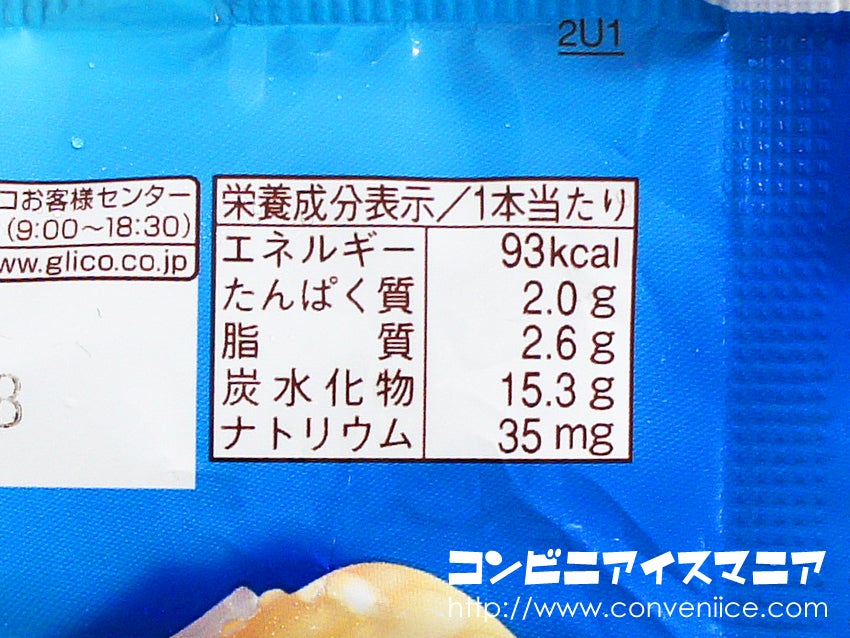 2U1
コお客様センター
(9:00〜18:30)
ww.glico.co.jp
栄養成分表示／1本当たり
エネルギー 93kcal
たんぱく質 2.0g
脂質 2.6g
炭水化物 15.3g
ナトリウム 35mg
8
コンビニアイスマニア
http://www.conveniice.com/